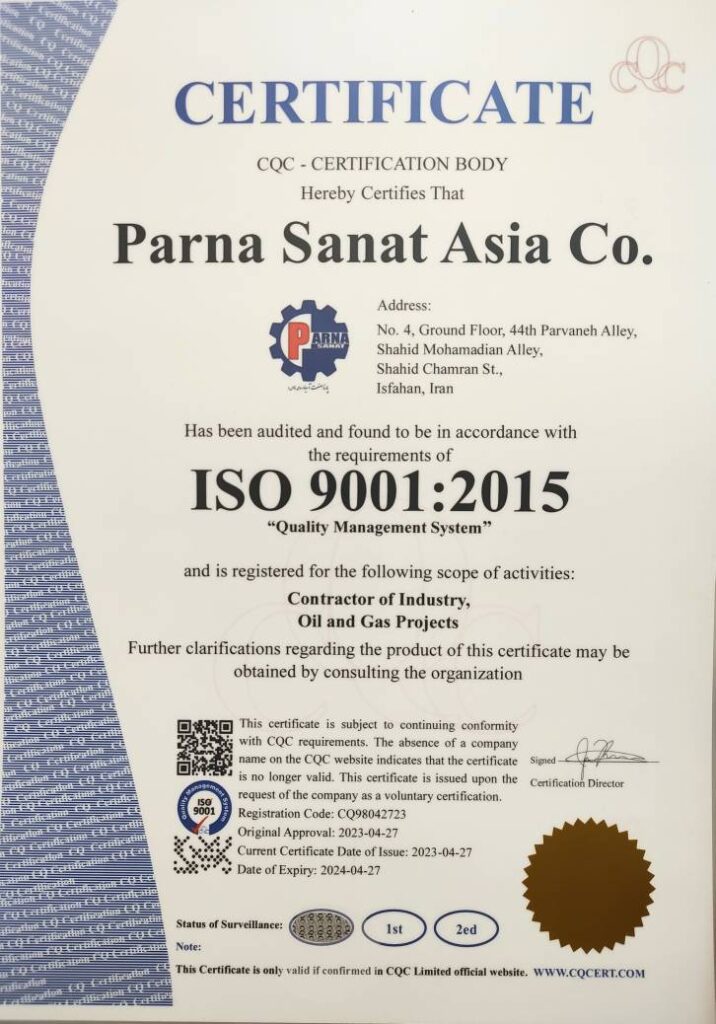 CQC
CERTIFICATE
CQC - CERTIFICATION BODY
Hereby Certifies That
Parna Sanat Asia Co.
PARNA
SANAT
Address:
No. 4, Ground Floor, 44th Parvaneh Alley,
Shahid Mohamadian Alley,
Shahid Chamran St.,
Isfahan, Iran
Has been audited and found to be in accordance with
the requirements of
ISO 9001:2015
“Quality Management System”
and is registered for the following scope of activities:
Contractor of Industry,
Oil and Gas Projects
Further clarifications regarding the product of this certificate may be
obtained by consulting the organization
This certificate is subject to continuing conformity
with CQC requirements. The absence of a company
name on the CQC website indicates that the certificate
is no longer valid. This certificate is issued upon the
request of the company as a voluntary certification.
Signed
Certification Director
Quality Management System
ISO
9001
Registration Code: CQ98042723
Original Approval: 2023-04-27
Current Certificate Date of Issue: 2023-04-27
Date of Expiry: 2024-04-27
Status of Surveillance:
1st
2ed
Note:
This Certificate is only valid if confirmed in CQC Limited official website. WWW.CQCERT.COM